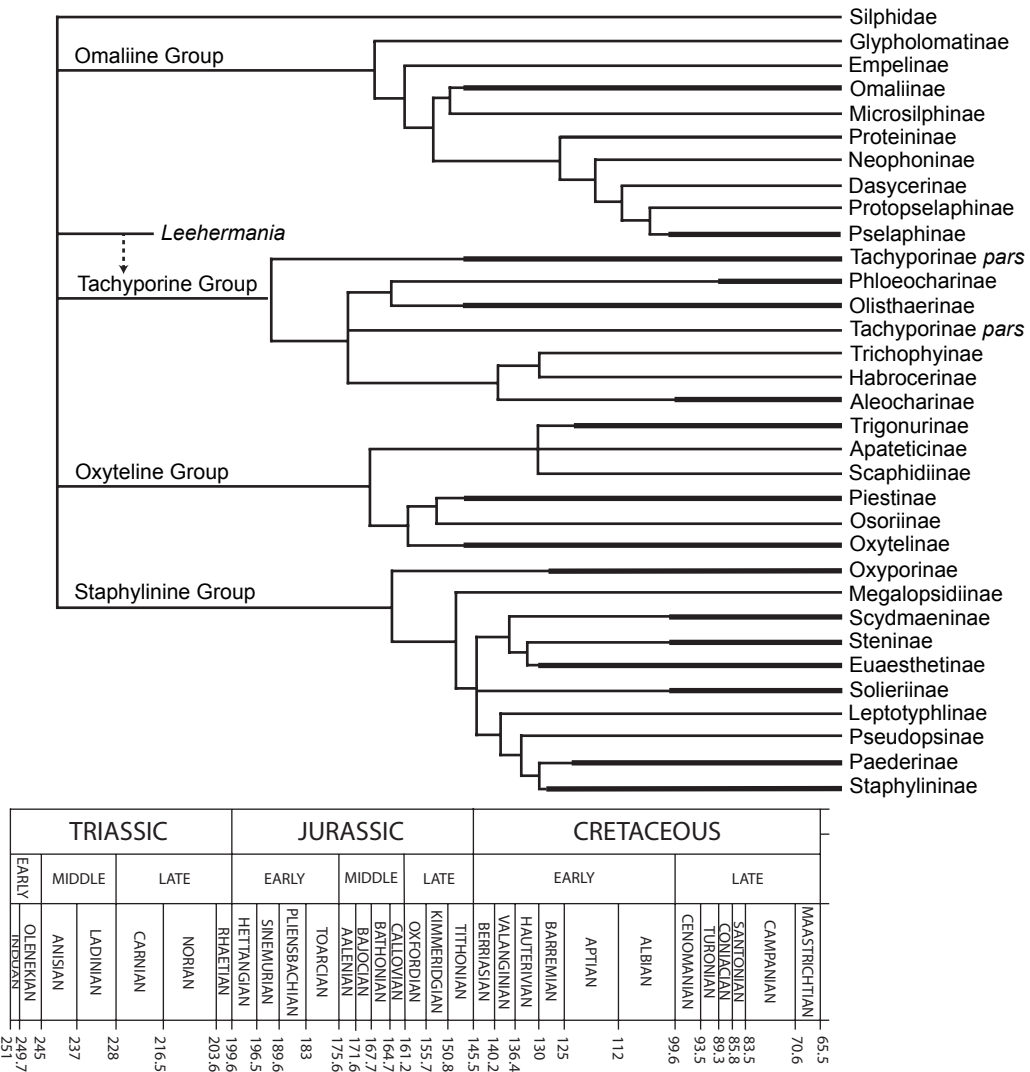 Silphidae
Omaliine Group
Glypholomatinae
Empelinae
Omaliinae
Microsilphinae
Proteininae
Neophoninae
Dasycerinae
Protopselaphinae
Leehermania
Pselaphinae
Tachyporinae pars
Tachyporine Group
Phloeocharinae
Olisthaerinae
Tachyporinae pars
Trichophyinae
Habrocerinae
Aleocharinae
Trigonurinae
Apateticinae
Oxyteline Group
Scaphidiinae
Piestinae
Osoriinae
Oxytelinae
Oxyporinae
Staphylinine Group
Megalopsidiinae
Scydmaeninae
Steninae
Euaesthetinae
Solieriinae
Leptotyphlinae
Pseudopsinae
Paederinae
Staphylininae
TRIASSIC JURASSIC CRETACEOUS
EARLY MIDDLE LATE EARLY MIDDLE LATE EARLY LATE
INDUAN OLENEKIAN ANISIAN LADINIAN CARNIAN NORIAN RHAETIAN HETTANGIAN SINEMURIAN PLIENSBACHIAN TOARCIAN AALENIAN BAJOCIAN BATHONIAN CALLOVIAN OXFORDIAN KIMMERIDGIAN TITHONIAN BERRIASIAN VALANGINIAN HAUTERIVIAN BARREMIAN APTIAN ALBIAN CENOMANIAN TURONIAN CONIACIAN SANTONIAN CAMPANIAN MAASTRICHTIAN
251 249.7 245 237 228 216.5 203.6 199.6 196.5 189.6 183 175.6 171.6 167.7 164.7 161.2 155.7 150.8 145.5 140.2 136.4 130 125 112 99.6 93.5 89.3 85.8 83.5 70.6 65.5